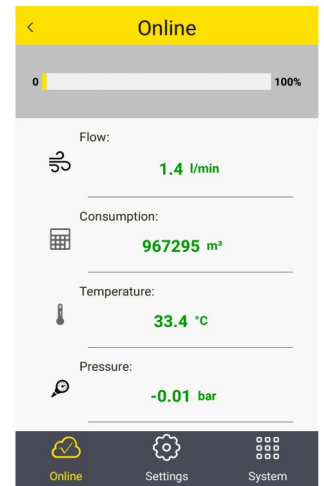 Online
0 100%
Flow:
1.4 l/min
Consumption:
967295 m³
Temperature:
33.4 °C
Pressure:
-0.01 bar
Online Settings System